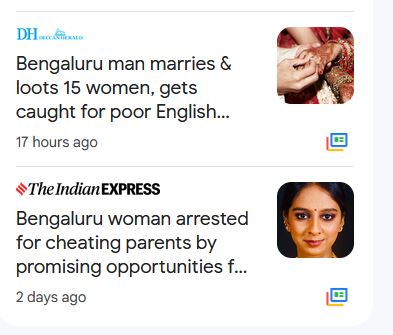 DH DECCAN HERALD
Bengaluru man marries &
loots 15 women, gets
caught for poor English...
17 hours ago
The Indian EXPRESS
Bengaluru woman arrested
for cheating parents by
promising opportunities f...
2 days ago